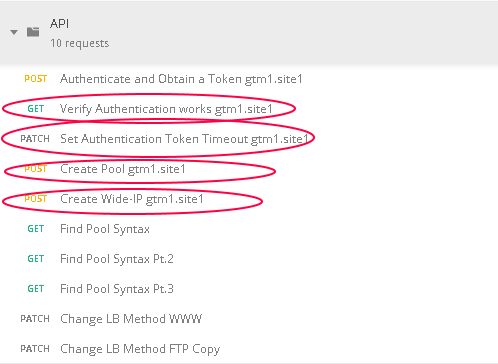 API
10 requests
POST Authenticate and Obtain a Token gtm1.site1
GET Verify Authentication works gtm1.site1
PATCH Set Authentication Token Timeout gtm1.site1
POST Create Pool gtm1.site1
POST Create Wide-IP gtm1.site1
GET Find Pool Syntax
GET Find Pool Syntax Pt.2
GET Find Pool Syntax Pt.3
PATCH Change LB Method WWW
PATCH Change LB Method FTP Copy